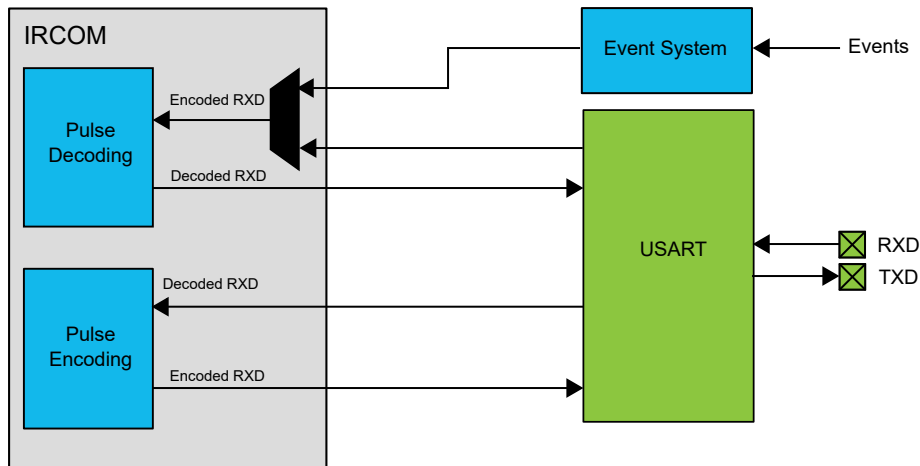 IRCOM
Event System
Events
Encoded RXD
Pulse
Decoding
Decoded RXD
USART
RXD
TXD
Decoded RXD
Pulse
Encoding
Encoded RXD